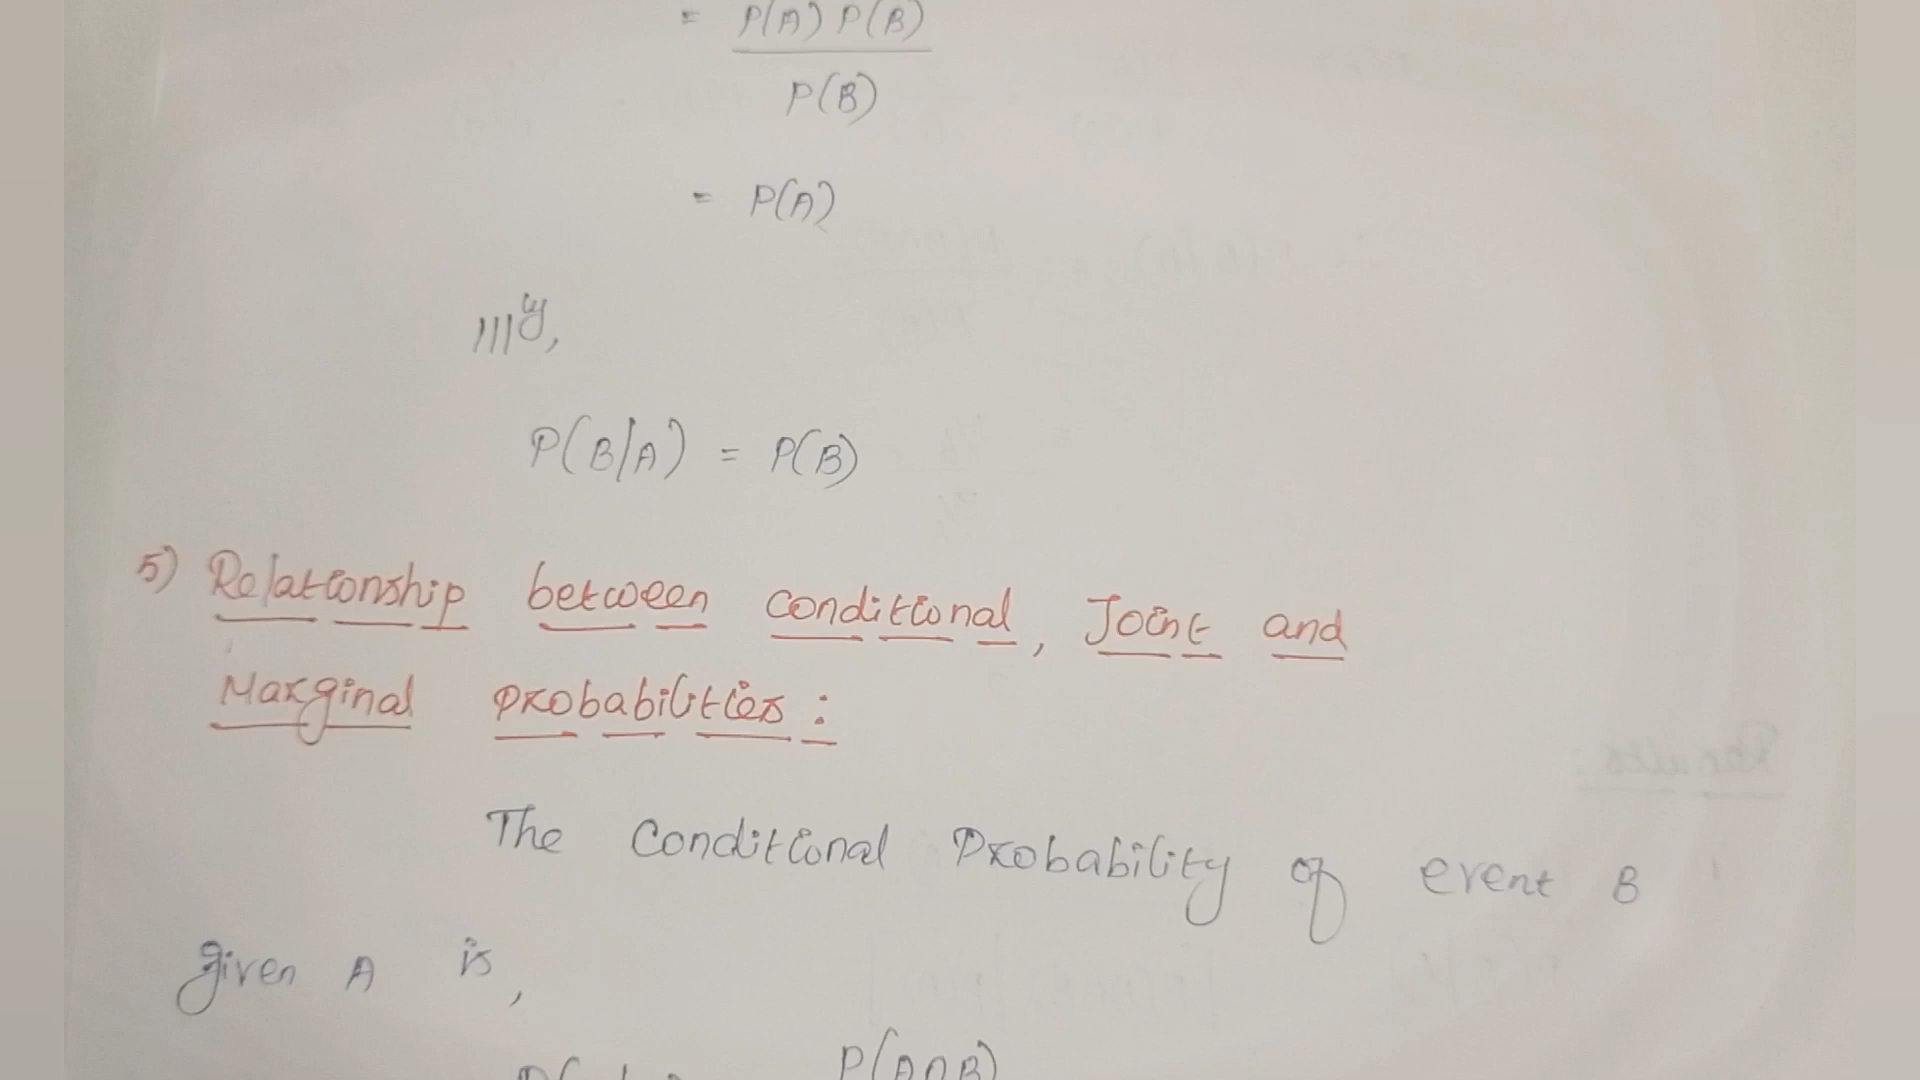 = P(A) P(B)
P(B)
= P(A)
|||ly,
P(B/A) = P(B)
5) Relationship between conditional, Joint and
Marginal probabilities:
The Conditional Probability of event B
given A is,
P(A∩B)